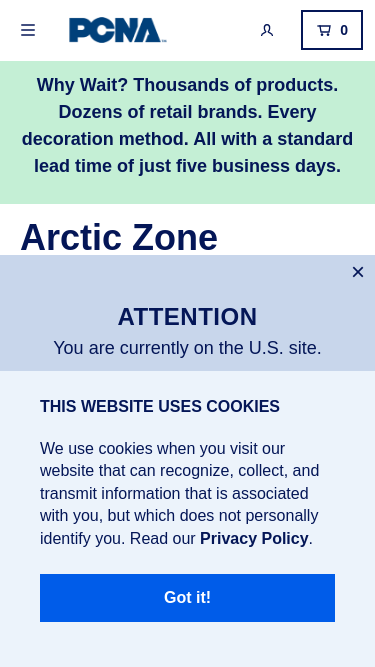 PCNA
0
Why Wait? Thousands of products.
Dozens of retail brands. Every
decoration method. All with a standard
lead time of just five business days.
Arctic Zone
×
ATTENTION
You are currently on the U.S. site.
THIS WEBSITE USES COOKIES
We use cookies when you visit our
website that can recognize, collect, and
transmit information that is associated
with you, but which does not personally
identify you. Read our Privacy Policy.
Got it!